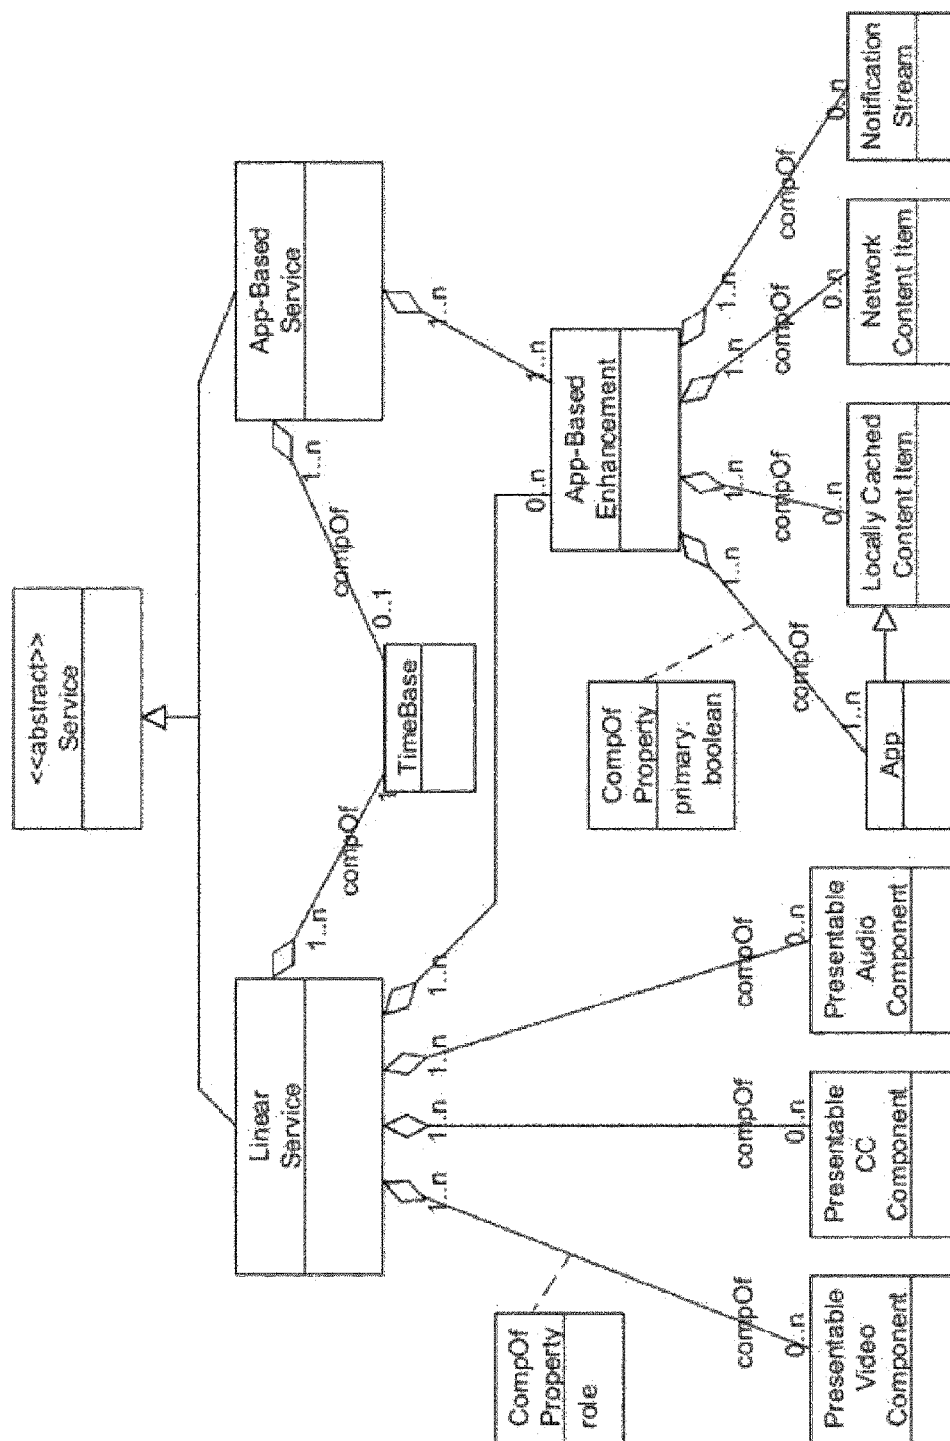 <<abstract>>
Service
Linear
Service
App-Based
Service
1..n
compOf
1
TimeBase
0..1
compOf
1..n
1..n
1..n
1..n
1..n
1..n
CompOf
Property
role
0..n
1..n
App-Based
Enhancement
CompOf
Property
primary:
boolean
1..n
1..n
1..n
1..n
compOf
compOf
compOf
compOf
compOf
compOf
compOf
0..n
0..n
0..n
1..n
0..n
0..n
0..n
Presentable
Video
Component
Presentable
CC
Component
Presentable
Audio
Component
App
Locally Cached
Content Item
Network
Content Item
Notification
Stream